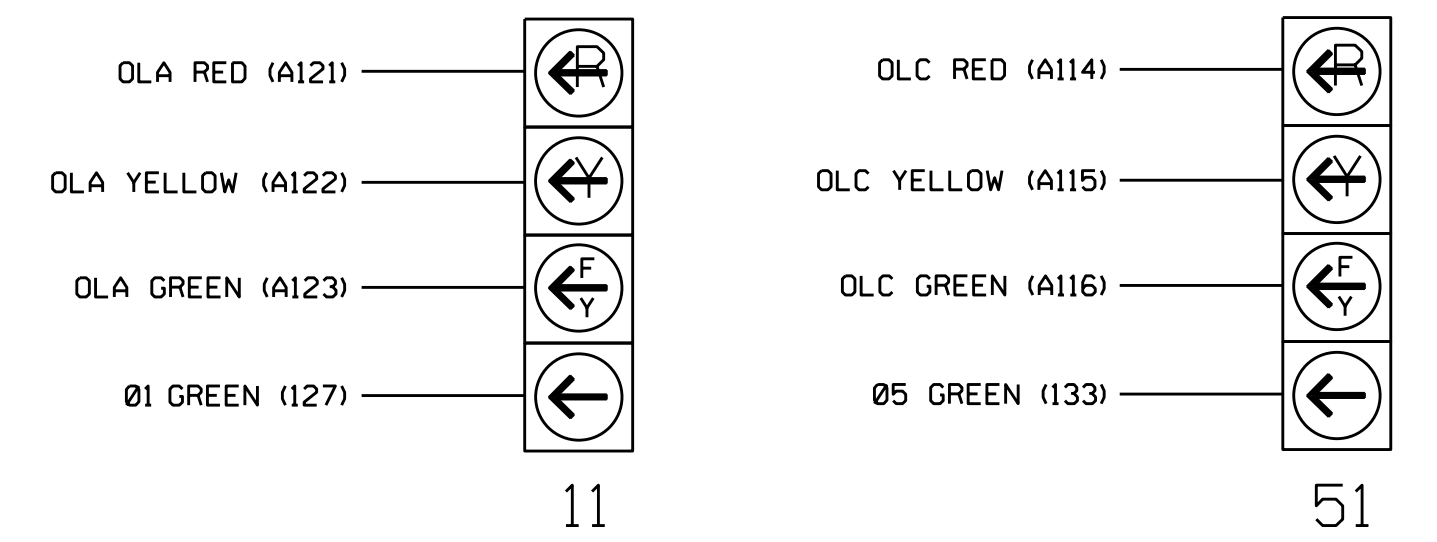 OLA RED (A121)
R
OLA YELLOW (A122)
Y
OLA GREEN (A123)
F
Y
Ø1 GREEN (127)
11
OLC RED (A114)
R
OLC YELLOW (A115)
Y
OLC GREEN (A116)
F
Y
Ø5 GREEN (133)
51